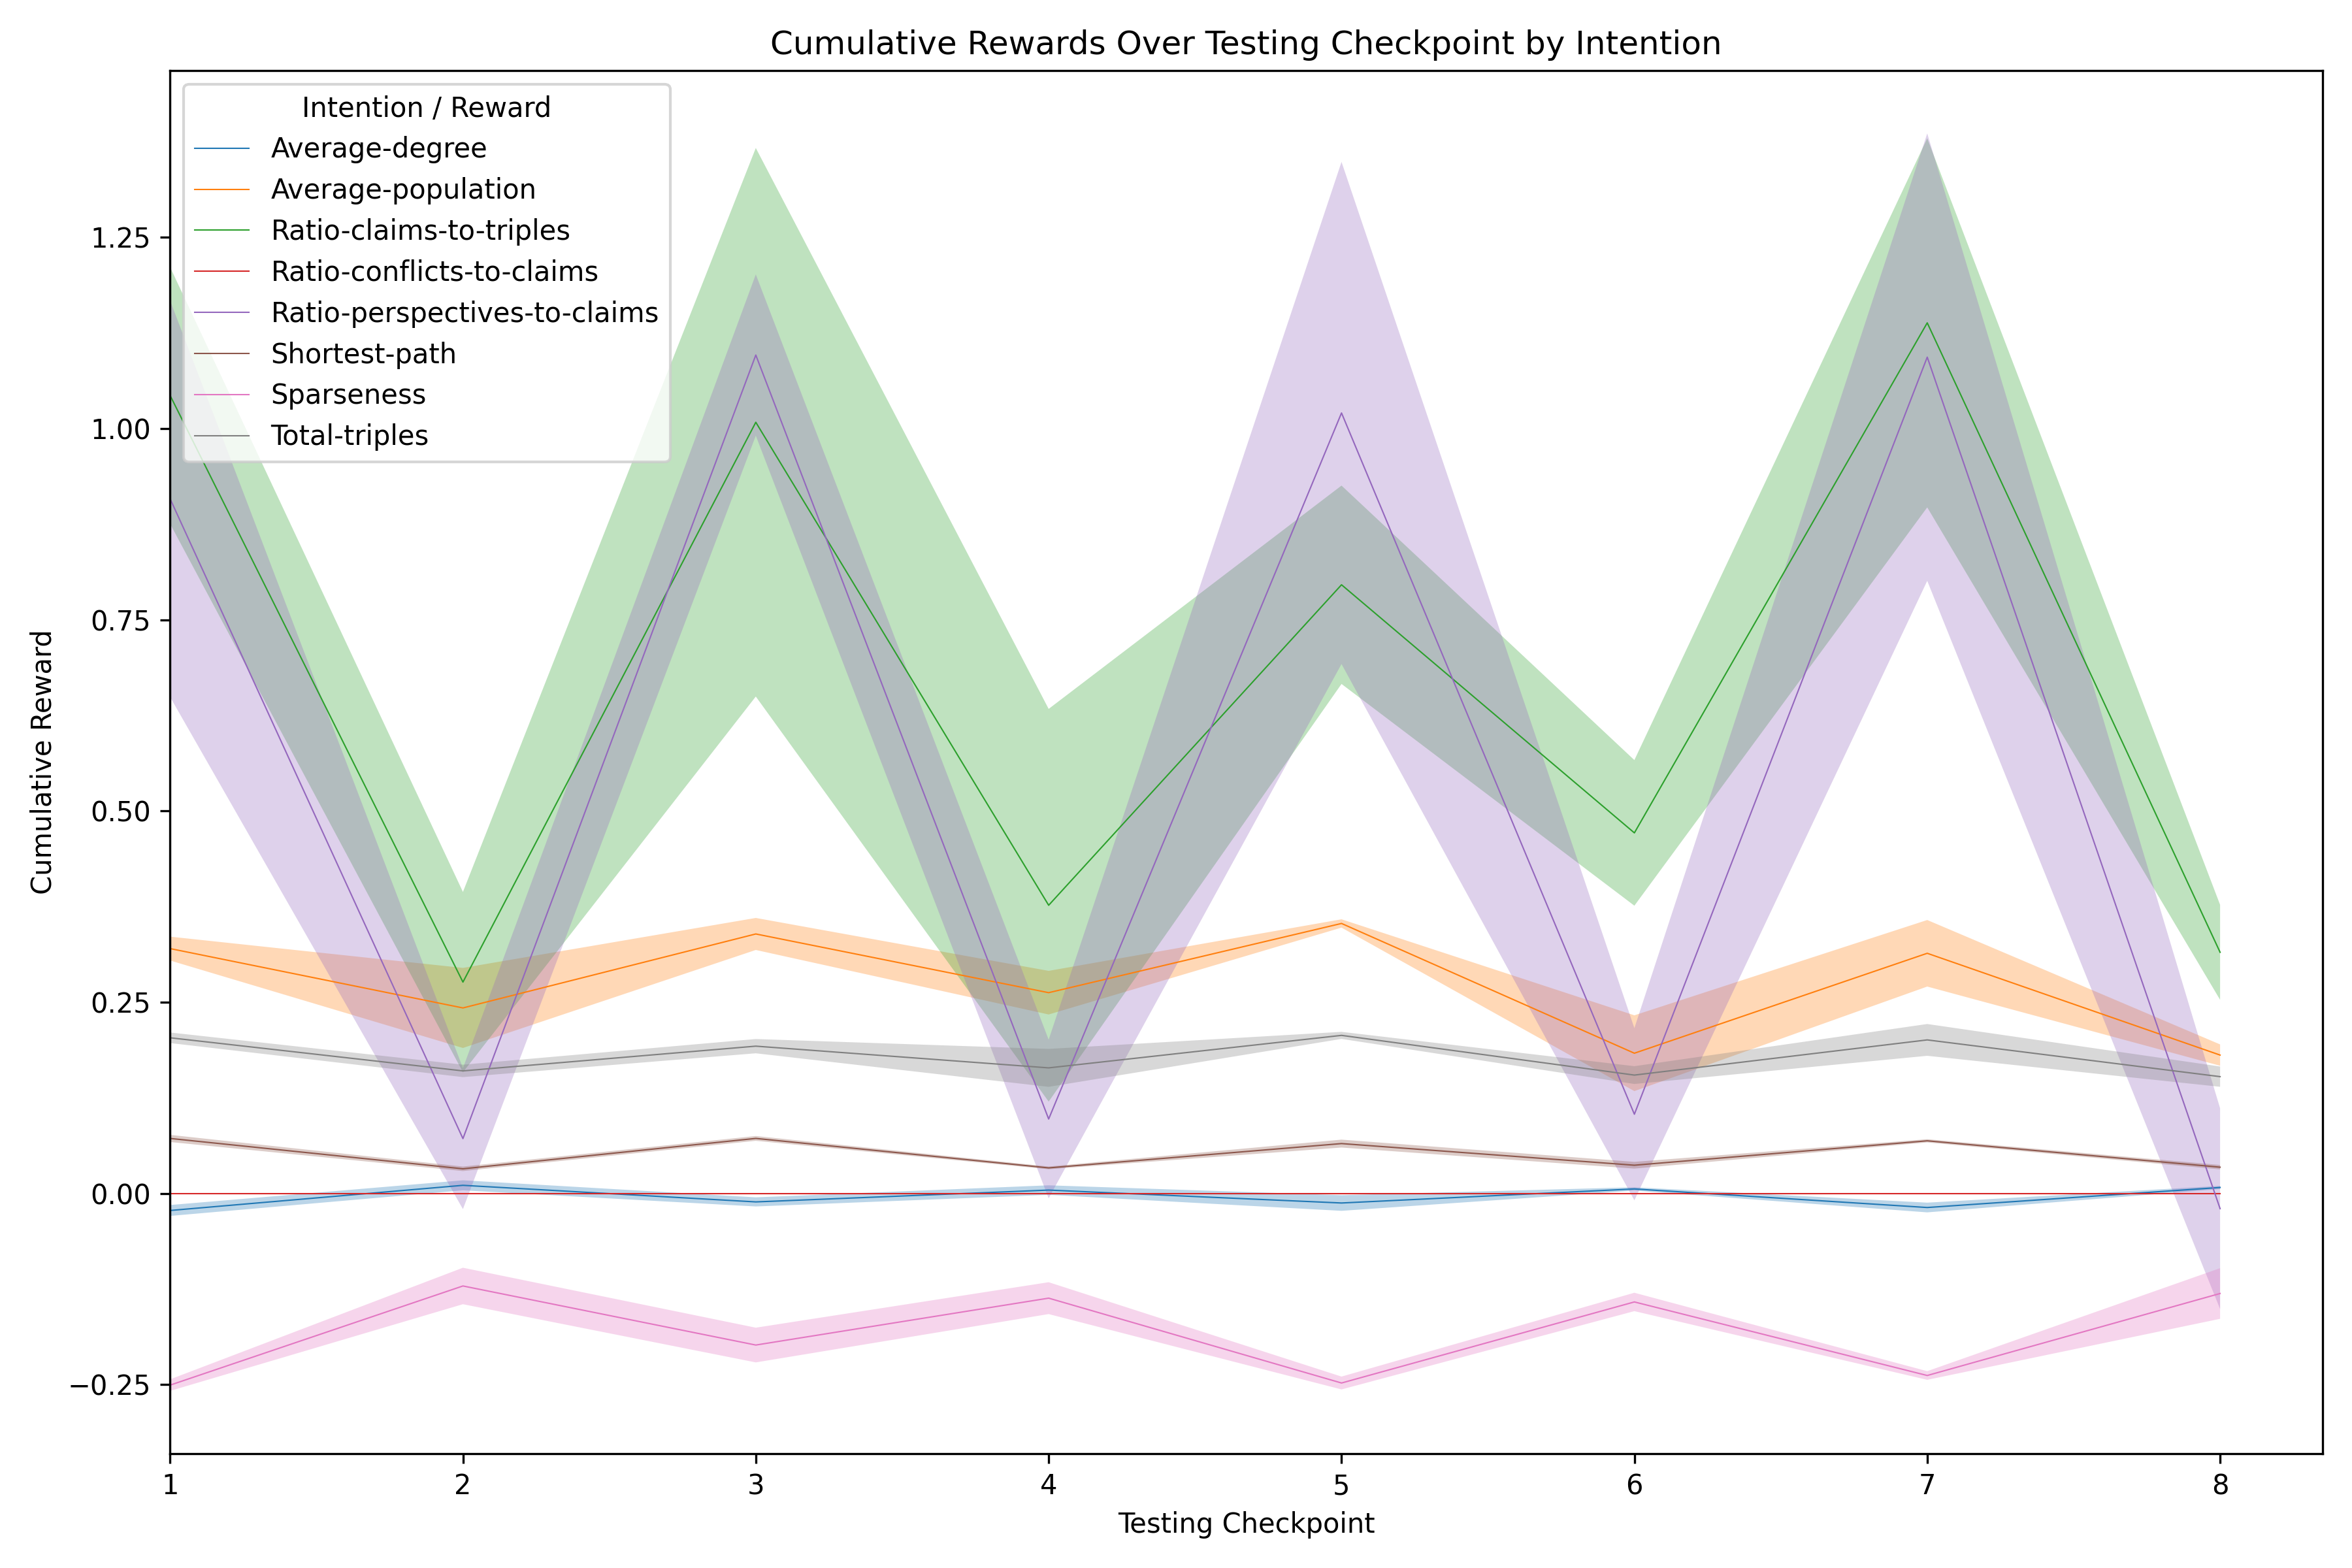 Cumulative Rewards Over Testing Checkpoint by Intention
Intention / Reward
Average-degree
Average-population
Ratio-claims-to-triples
Ratio-conflicts-to-claims
Ratio-perspectives-to-claims
Shortest-path
Sparseness
Total-triples
Cumulative Reward
1.25
1.00
0.75
0.50
0.25
0.00
−0.25
1 2 3 4 5 6 7 8
Testing Checkpoint